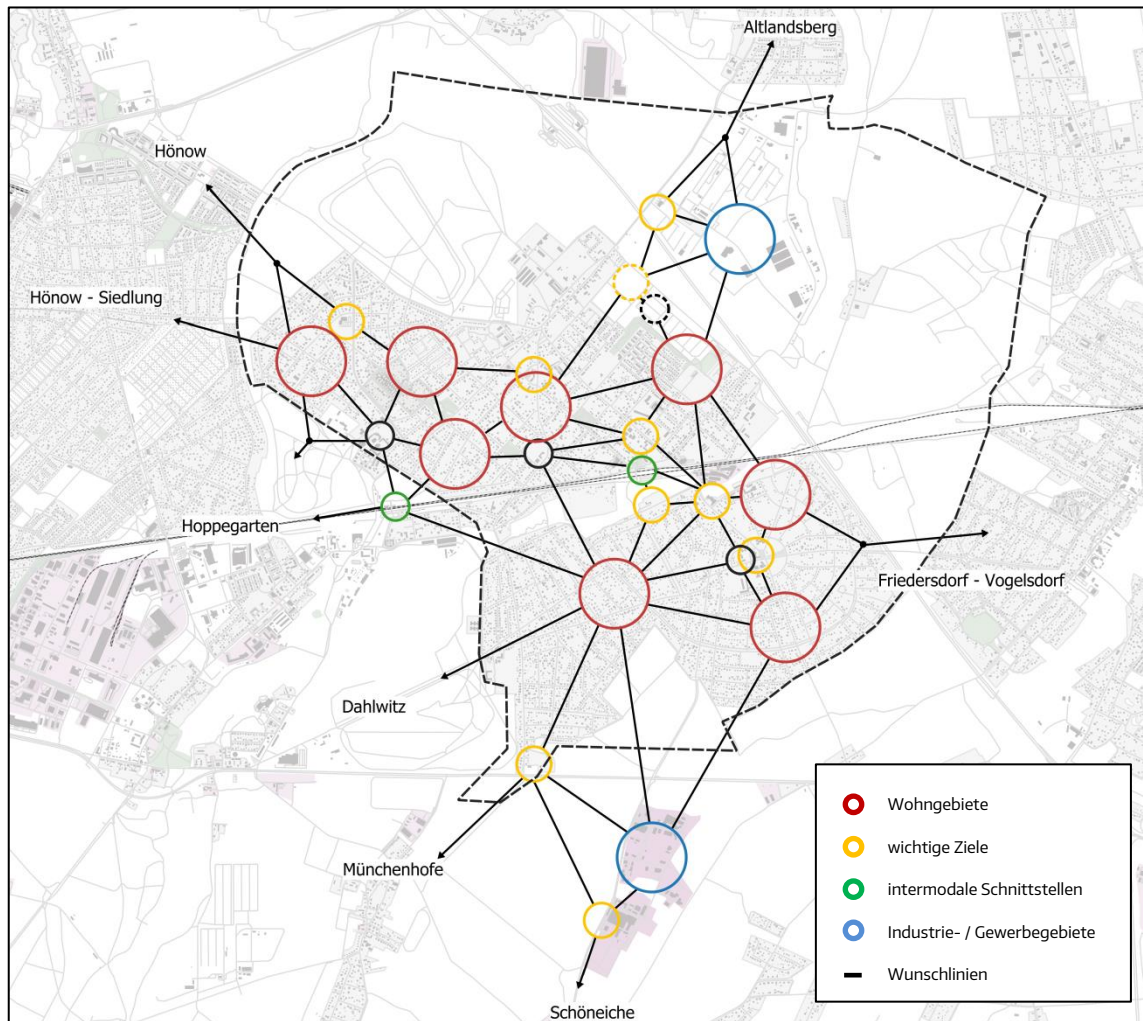 Altlandsberg
Hönow
Hönow - Siedlung
Hoppegarten
Friedersdorf - Vogelsdorf
Dahlwitz
Münchenhofe
Schöneiche
Wohngebiete
wichtige Ziele
intermodale Schnittstellen
Industrie- / Gewerbegebiete
Wunschlinien